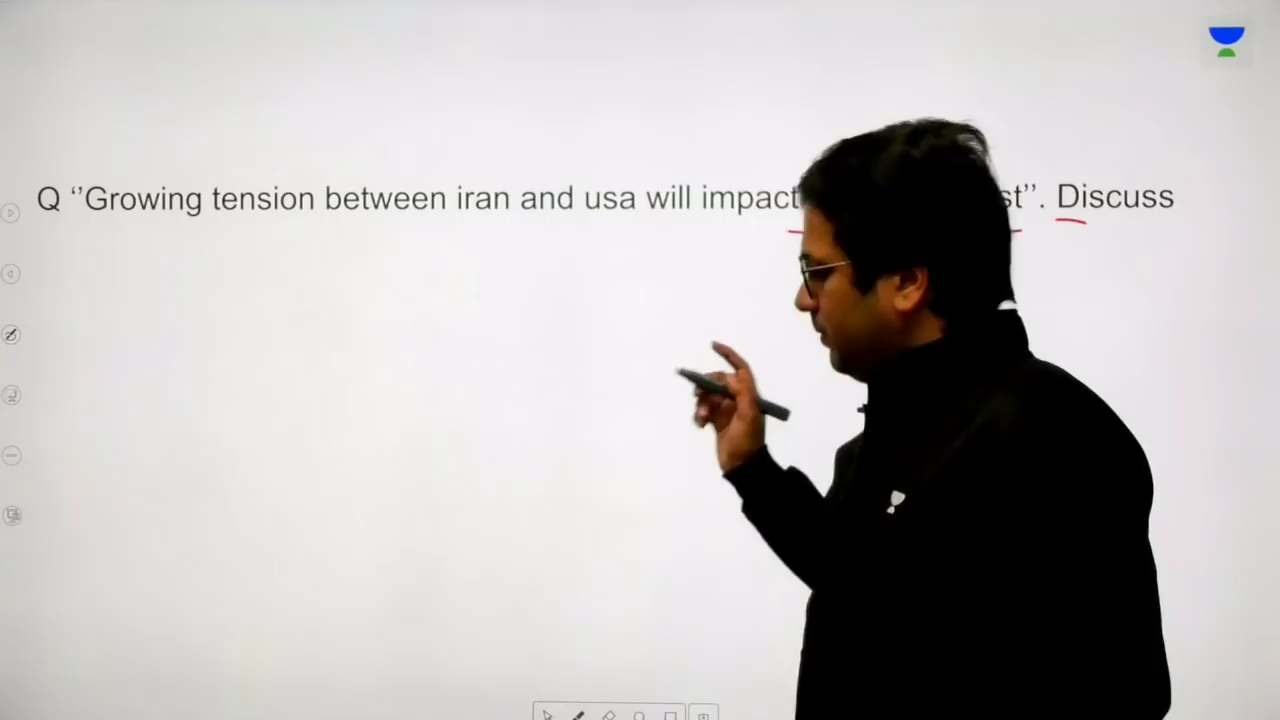 Q ‘’Growing tension between iran and usa will impact st’’. Discuss